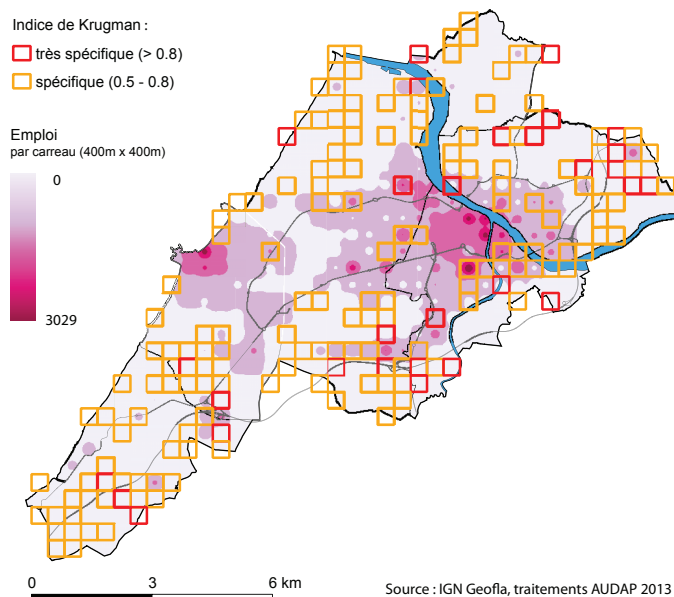 Indice de Krugman :
très spécifique (> 0.8)
spécifique (0.5 - 0.8)
Emploi
par carreau (400m x 400m)
0
3029
0 3 6 km
Source : IGN Geofla, traitements AUDAP 2013